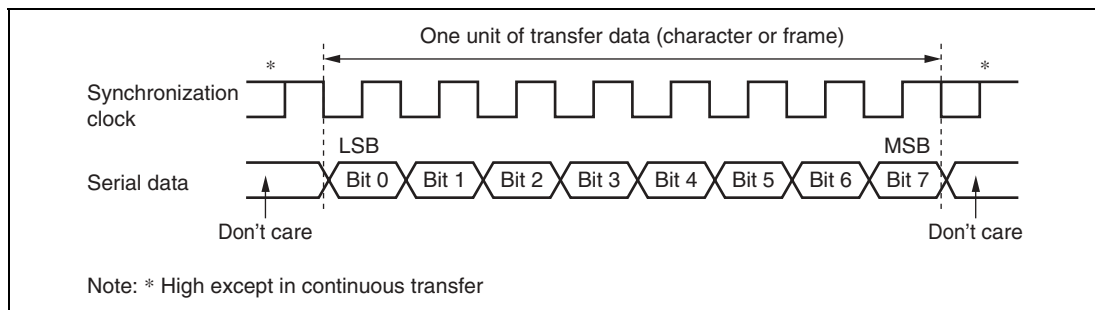 One unit of transfer data (character or frame)
*
*
Synchronization
clock
LSB
MSB
Serial data
Bit 0
Bit 1
Bit 2
Bit 3
Bit 4
Bit 5
Bit 6
Bit 7
Don't care
Don't care
Note: * High except in continuous transfer